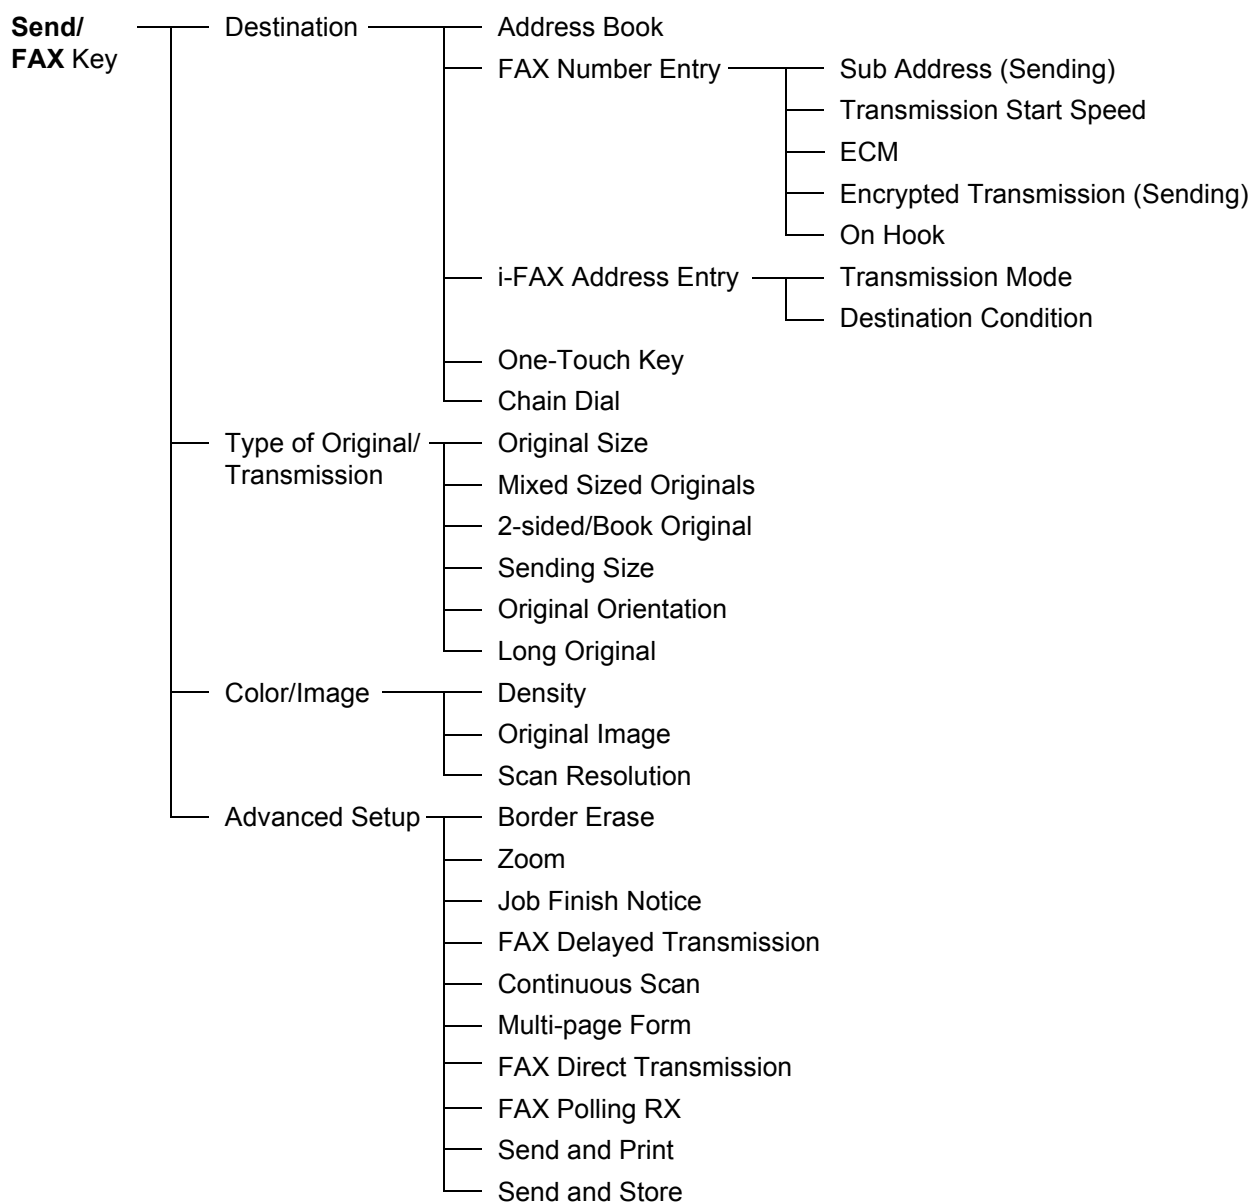 Send/
FAX Key
Destination
Address Book
FAX Number Entry
Sub Address (Sending)
Transmission Start Speed
ECM
Encrypted Transmission (Sending)
On Hook
i-FAX Address Entry
Transmission Mode
Destination Condition
One-Touch Key
Chain Dial
Type of Original/
Transmission
Original Size
Mixed Sized Originals
2-sided/Book Original
Sending Size
Original Orientation
Long Original
Color/Image
Density
Original Image
Scan Resolution
Advanced Setup
Border Erase
Zoom
Job Finish Notice
FAX Delayed Transmission
Continuous Scan
Multi-page Form
FAX Direct Transmission
FAX Polling RX
Send and Print
Send and Store